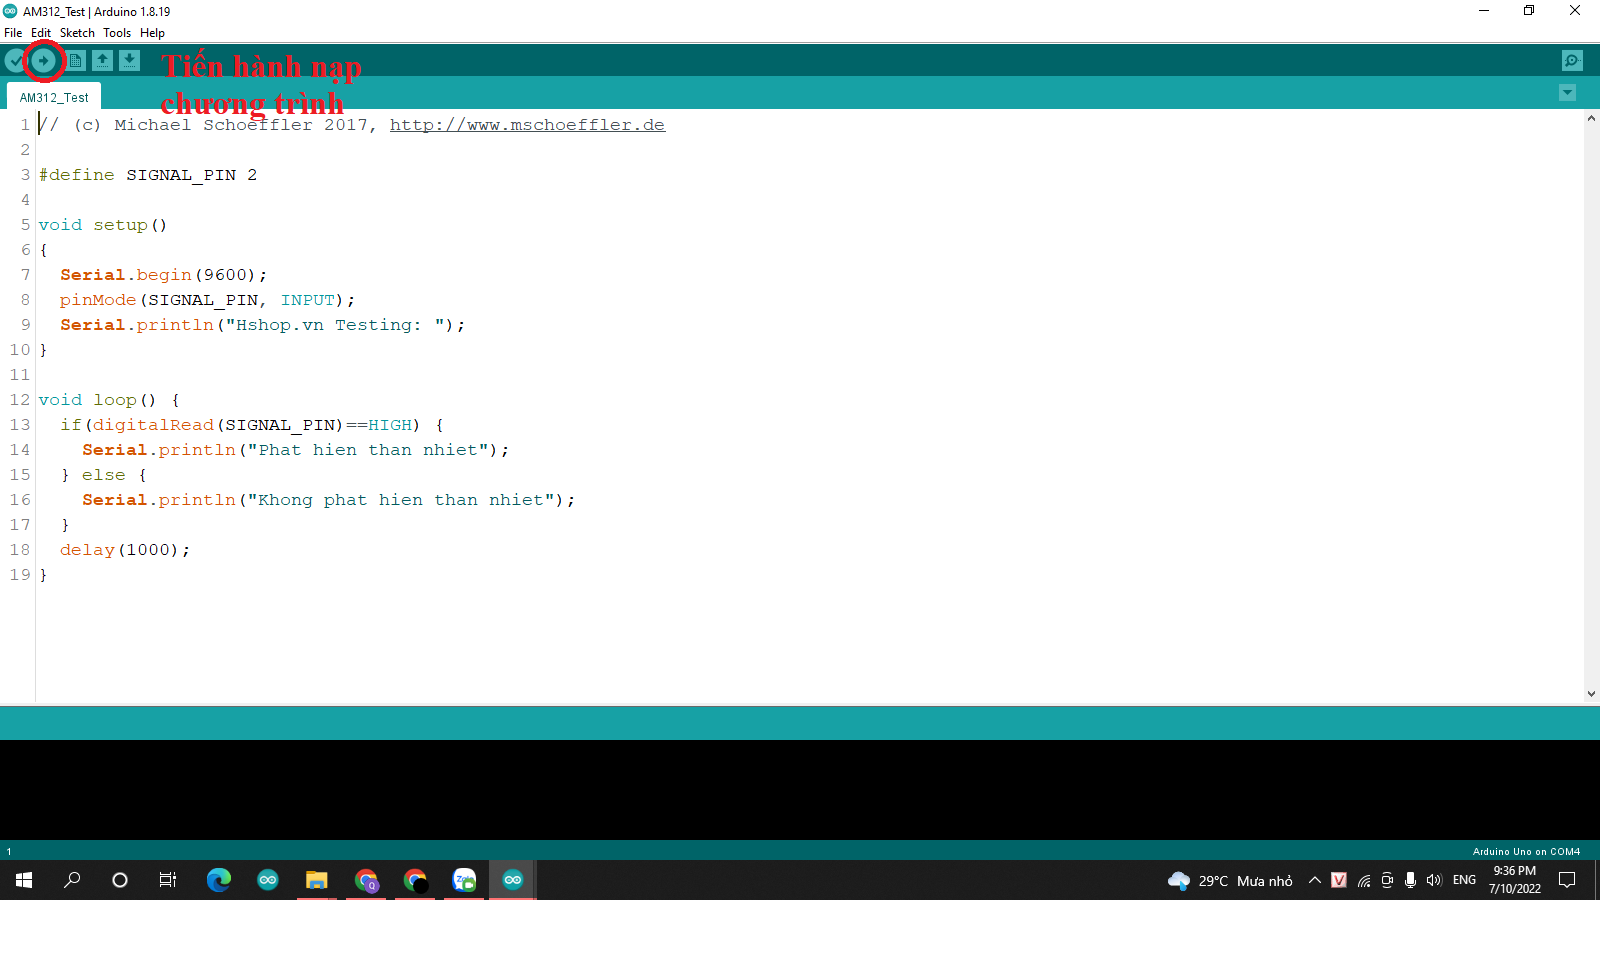 AM312_Test | Arduino 1.8.19
File Edit Sketch Tools Help
Tiến hành nạp
chương trình
AM312_Test
1 // (c) Michael Schoeffler 2017, http://www.mschoeffler.de
2
3 #define SIGNAL_PIN 2
4
5 void setup()
6 {
7 Serial.begin(9600);
8 pinMode(SIGNAL_PIN, INPUT);
9 Serial.println("Hshop.vn Testing: ");
10 }
11
12 void loop() {
13 if(digitalRead(SIGNAL_PIN)==HIGH) {
14 Serial.println("Phat hien than nhiet");
15 } else {
16 Serial.println("Khong phat hien than nhiet");
17 }
18 delay(1000);
19 }
1 Arduino Uno on COM4
Q Zalo 29°C Mưa nhỏ V ENG 9:36 PM
7/10/2022